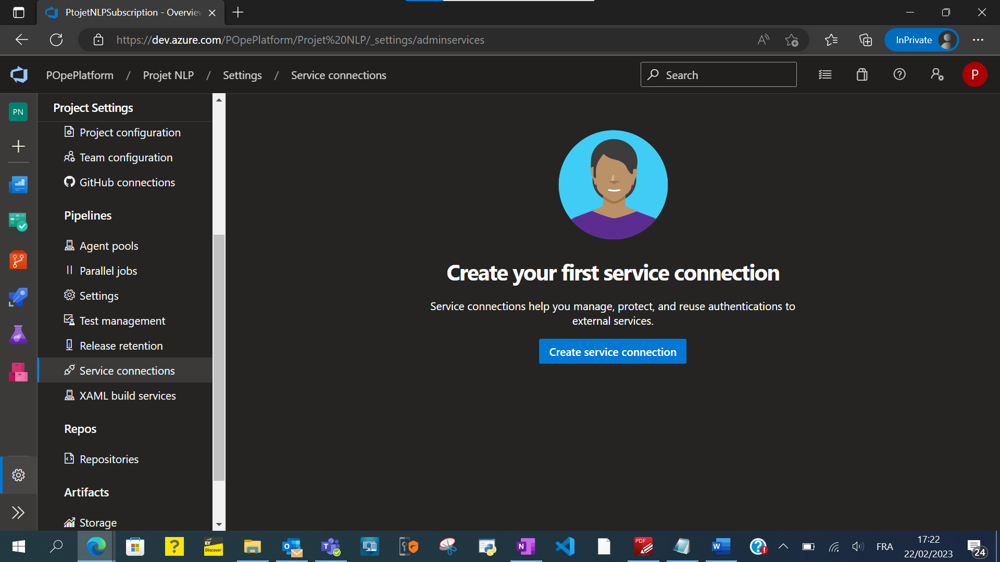 PtojetNLPSubscription - Overview
https://dev.azure.com/POpePlatform/Projet%20NLP/_settings/adminservices
InPrivate
POpePlatform / Projet NLP / Settings / Service connections
Search
P
PN
Project Settings
Project configuration
Team configuration
GitHub connections
Pipelines
Agent pools
Parallel jobs
Settings
Test management
Release retention
Service connections
XAML build services
Repos
Repositories
Artifacts
Storage
Create your first service connection
Service connections help you manage, protect, and reuse authentications to
external services.
Create service connection
EY
Discover
PDF
FRA
17:22
22/02/2023
24